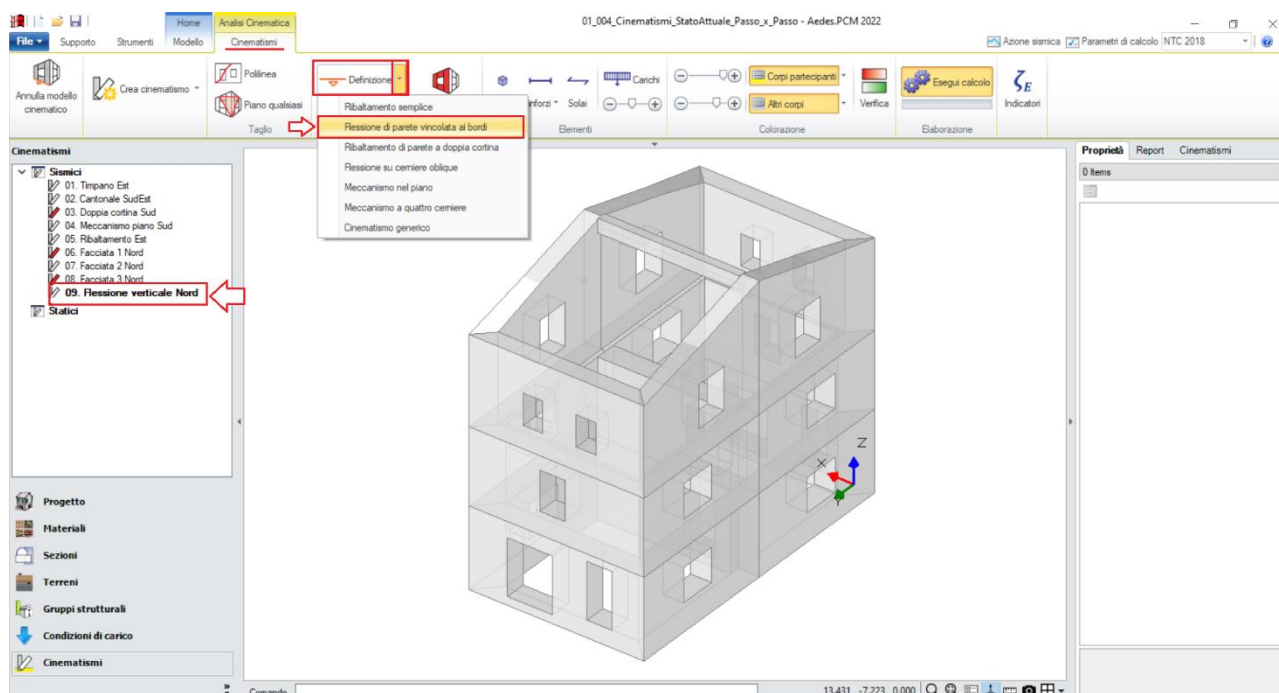 Home
Analisi Cinematica
01_004_Cinematismi_StatoAttuale_Passo_x_Passo - Aedes.PCM 2022
File
Supporto
Strumenti
Modello
Cinematismi
Azione sismica
Parametri di calcolo
NTC 2018
Annulla modello
cinematico
Crea cinematismo
Polilinea
Piano qualsiasi
Taglio
Definizione
Ribaltamento semplice
Flessione di parete vincolata ai bordi
Ribaltamento di parete a doppia cortina
Flessione su cerniere oblique
Meccanismo nel piano
Meccanismo a quattro cerniere
Cinematismo generico
Solai
Carichi
Elementi
Corpi partecipanti
Altri corpi
Colorazione
Verifica
Esegui calcolo
Elaborazione
ζE
Indicatori
Cinematismi
Sismici
01. Timpano Est
02. Cantonale SudEst
03. Doppia cortina Sud
04. Meccanismo piano Sud
05. Ribaltamento Est
06. Facciata 1 Nord
07. Facciata 2 Nord
08. Facciata 3 Nord
09. Flessione verticale Nord
Statici
Progetto
Materiali
Sezioni
Terreni
Gruppi strutturali
Condizioni di carico
Cinematismi
Z
X
Y
Proprietà
Report
Cinematismi
0 Items
Comando
13.431 -7.223 0.000